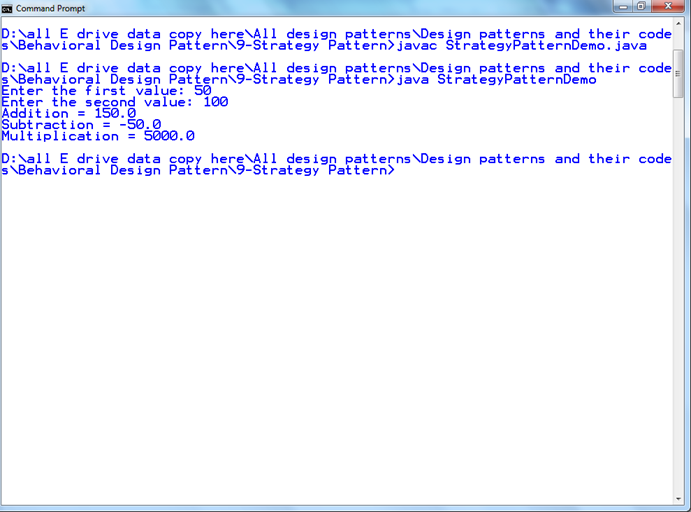 Command Prompt
D:\all E drive data copy here\All design patterns\Design patterns and their code
s\Behavioral Design Pattern\9-Strategy Pattern>javac StrategyPatternDemo.java
D:\all E drive data copy here\All design patterns\Design patterns and their code
s\Behavioral Design Pattern\9-Strategy Pattern>java StrategyPatternDemo
Enter the first value: 50
Enter the second value: 100
Addition = 150.0
Subtraction = -50.0
Multiplication = 5000.0
D:\all E drive data copy here\All design patterns\Design patterns and their code
s\Behavioral Design Pattern\9-Strategy Pattern>